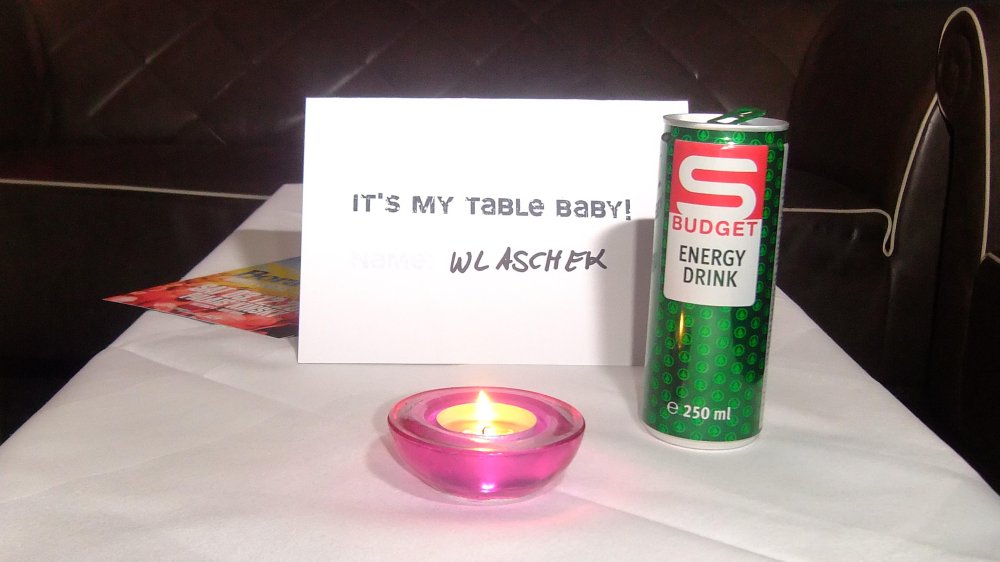 IT'S MY TABLE BABY!
Name: WLASCHEK
S
BUDGET
ENERGY
DRINK
e 250 ml